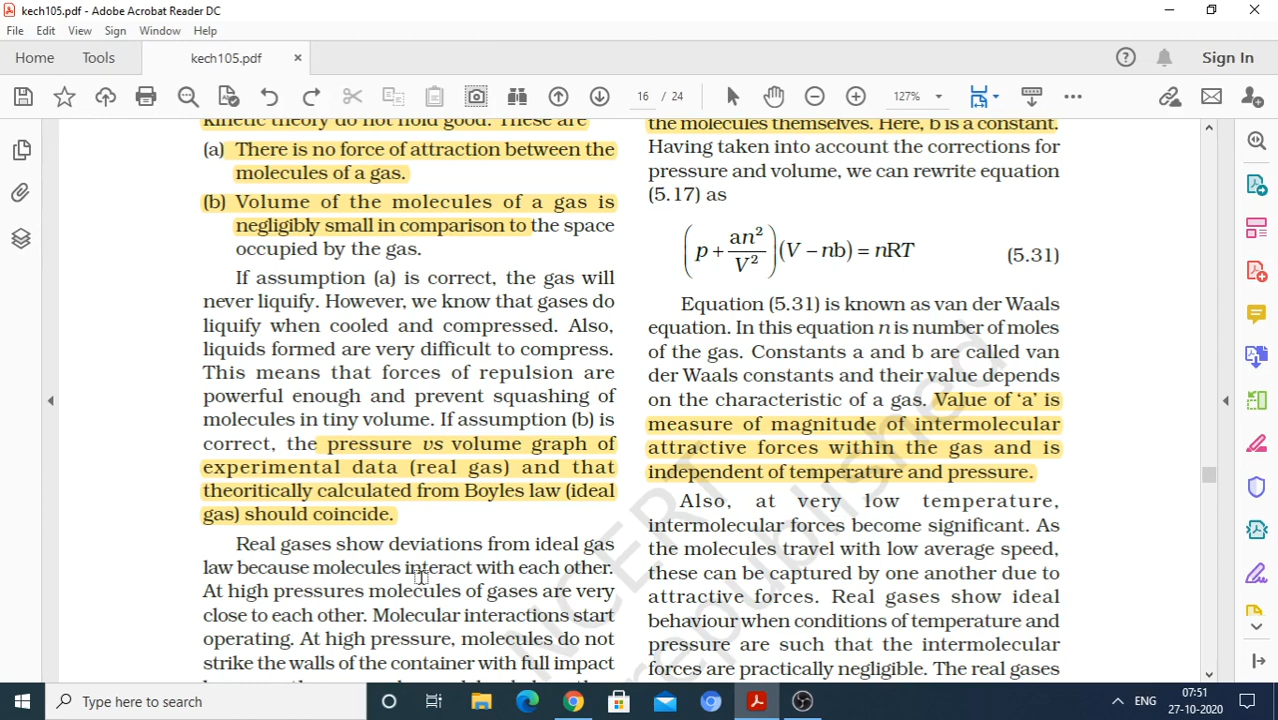 kech105.pdf - Adobe Acrobat Reader DC
File Edit View Sign Window Help
Home Tools kech105.pdf × Sign In
16 / 24 127%
kinetic theory do not hold good. These are
(a) There is no force of attraction between the
molecules of a gas.
(b) Volume of the molecules of a gas is
negligibly small in comparison to the space
occupied by the gas.
If assumption (a) is correct, the gas will
never liquify. However, we know that gases do
liquify when cooled and compressed. Also,
liquids formed are very difficult to compress.
This means that forces of repulsion are
powerful enough and prevent squashing of
molecules in tiny volume. If assumption (b) is
correct, the pressure vs volume graph of
experimental data (real gas) and that
theoritically calculated from Boyles law (ideal
gas) should coincide.
Real gases show deviations from ideal gas
law because molecules interact with each other.
At high pressures molecules of gases are very
close to each other. Molecular interactions start
operating. At high pressure, molecules do not
strike the walls of the container with full impact
the molecules themselves. Here, b is a constant.
Having taken into account the corrections for
pressure and volume, we can rewrite equation
(5.17) as
(p + an²/V²) (V − nb) = nRT (5.31)
Equation (5.31) is known as van der Waals
equation. In this equation n is number of moles
of the gas. Constants a and b are called van
der Waals constants and their value depends
on the characteristic of a gas. Value of ‘a’ is
measure of magnitude of intermolecular
attractive forces within the gas and is
independent of temperature and pressure.
Also, at very low temperature,
intermolecular forces become significant. As
the molecules travel with low average speed,
these can be captured by one another due to
attractive forces. Real gases show ideal
behaviour when conditions of temperature and
pressure are such that the intermolecular
forces are practically negligible. The real gases
NCERT
republished
Type here to search
ENG
07:51
27-10-2020